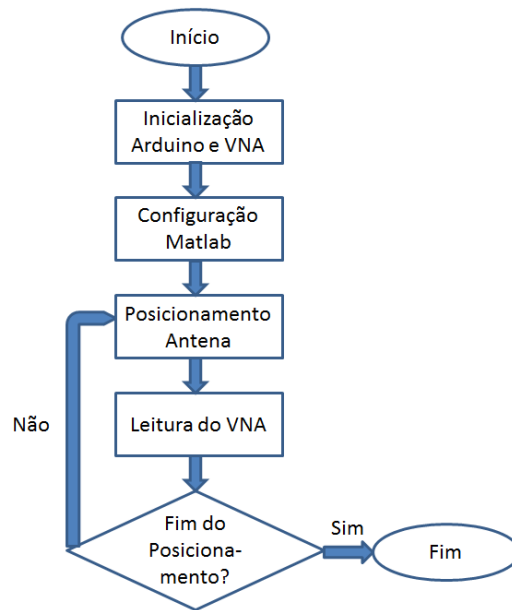 Início
Inicialização
Arduino e VNA
Configuração
Matlab
Posicionamento
Antena
Não
Leitura do VNA
Fim do
Posiciona-
mento?
Sim
Fim